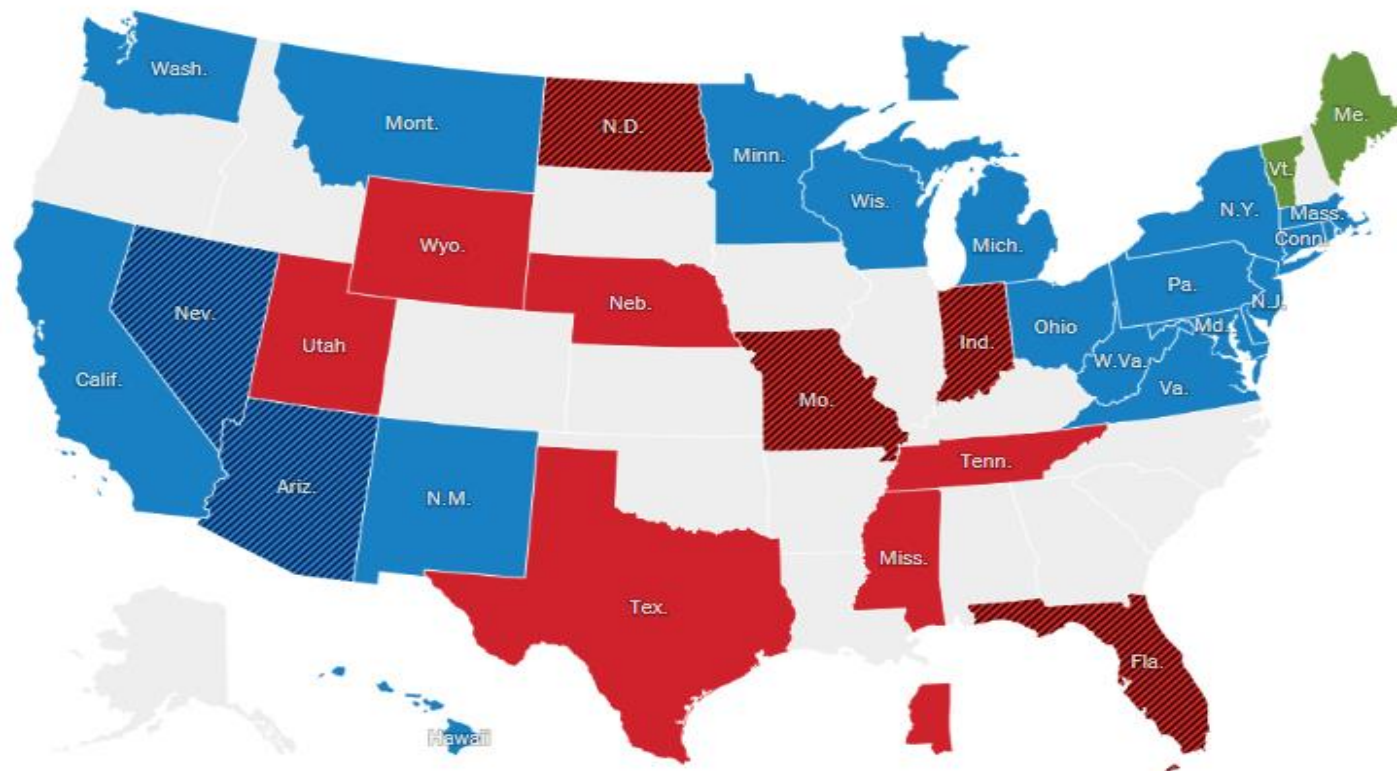 Wash.
Mont.
N.D.
Minn.
Me.
Vt.
Wis.
N.Y.
Mass.
Mich.
Conn.
Wyo.
Pa.
Neb.
N.J.
Nev.
Ohio
Md.
Utah
Ind.
W.Va.
Calif.
Va.
Mo.
Tenn.
Ariz.
N.M.
Miss.
Tex.
Fla.
Hawaii